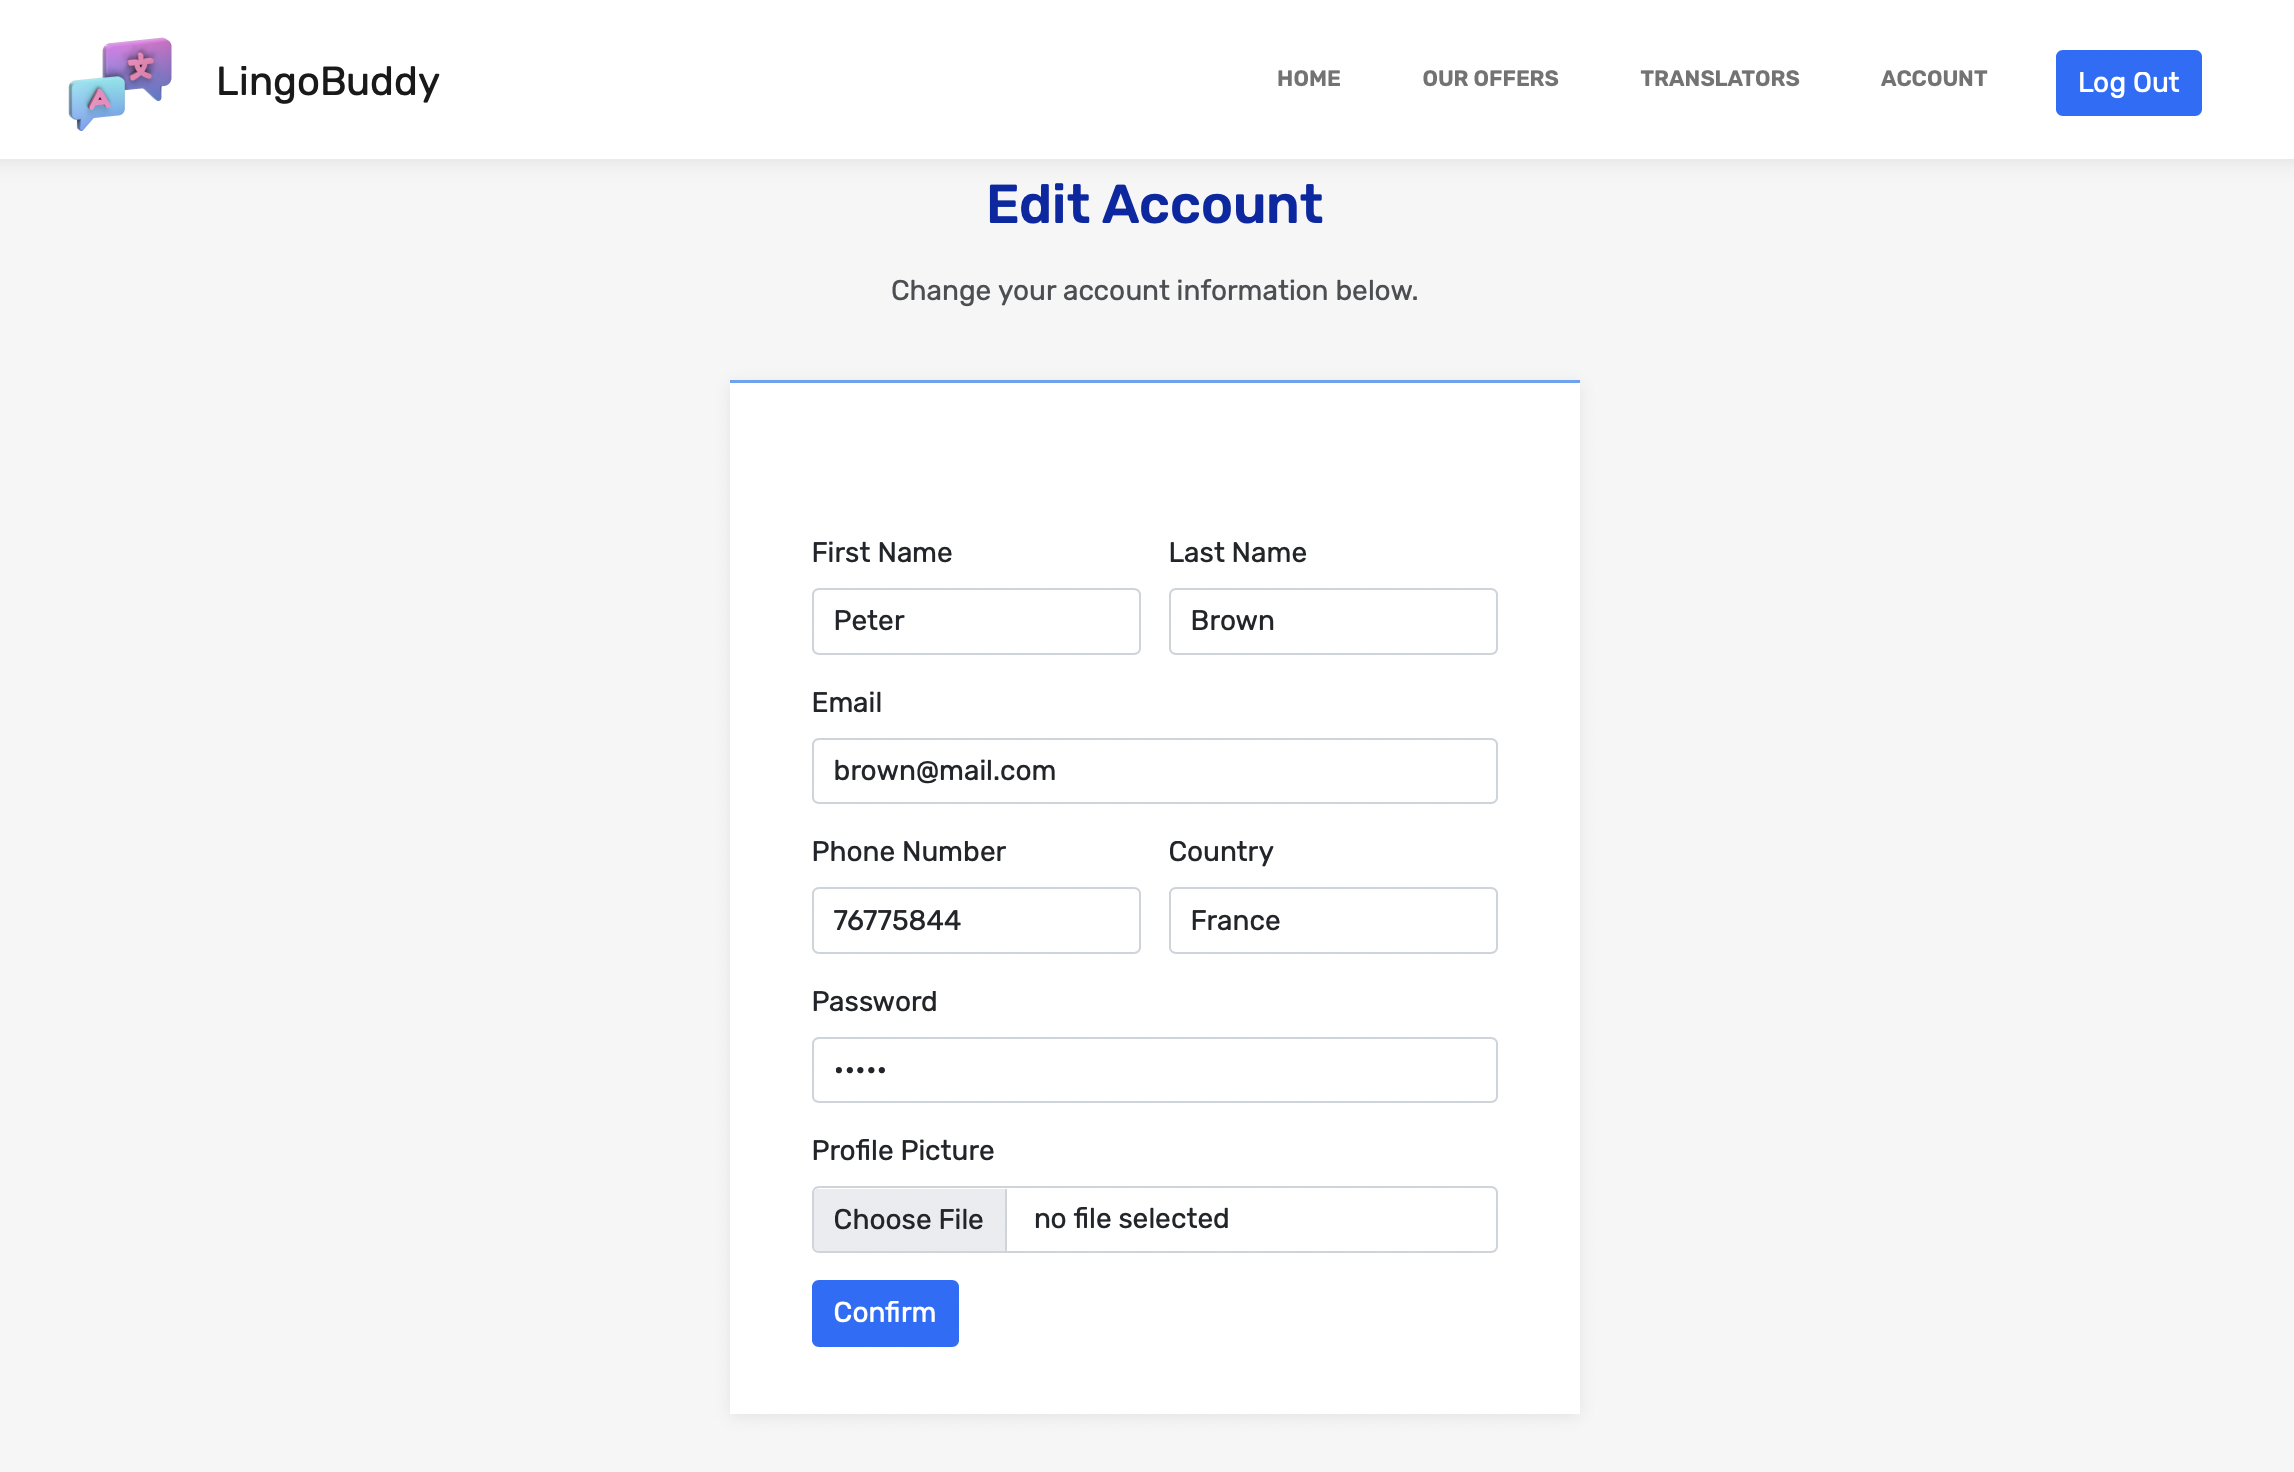 文
A
LingoBuddy
HOME OUR OFFERS TRANSLATORS ACCOUNT Log Out
Edit Account
Change your account information below.
First Name Last Name
Peter Brown
Email
brown@mail.com
Phone Number Country
76775844 France
Password
•••••
Profile Picture
Choose File no file selected
Confirm